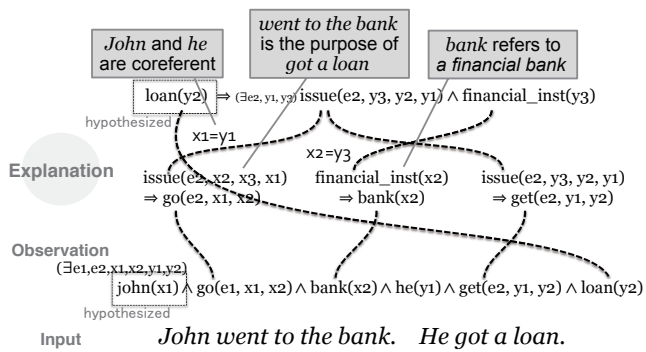 John and he
are coreferent
went to the bank
is the purpose of
got a loan
bank refers to
a financial bank
loan(y2) ⇒ (∃e2, y1, y3) issue(e2, y3, y2, y1) ∧ financial_inst(y3)
hypothesized
x1=y1
x2=y3
Explanation
issue(e2, x2, x3, x1)
⇒ go(e2, x1, x2)
financial_inst(x2)
⇒ bank(x2)
issue(e2, y3, y2, y1)
⇒ get(e2, y1, y2)
Observation
(∃e1,e2,x1,x2,y1,y2)
john(x1) ∧ go(e1, x1, x2) ∧ bank(x2) ∧ he(y1) ∧ get(e2, y1, y2) ∧ loan(y2)
hypothesized
Input
John went to the bank. He got a loan.